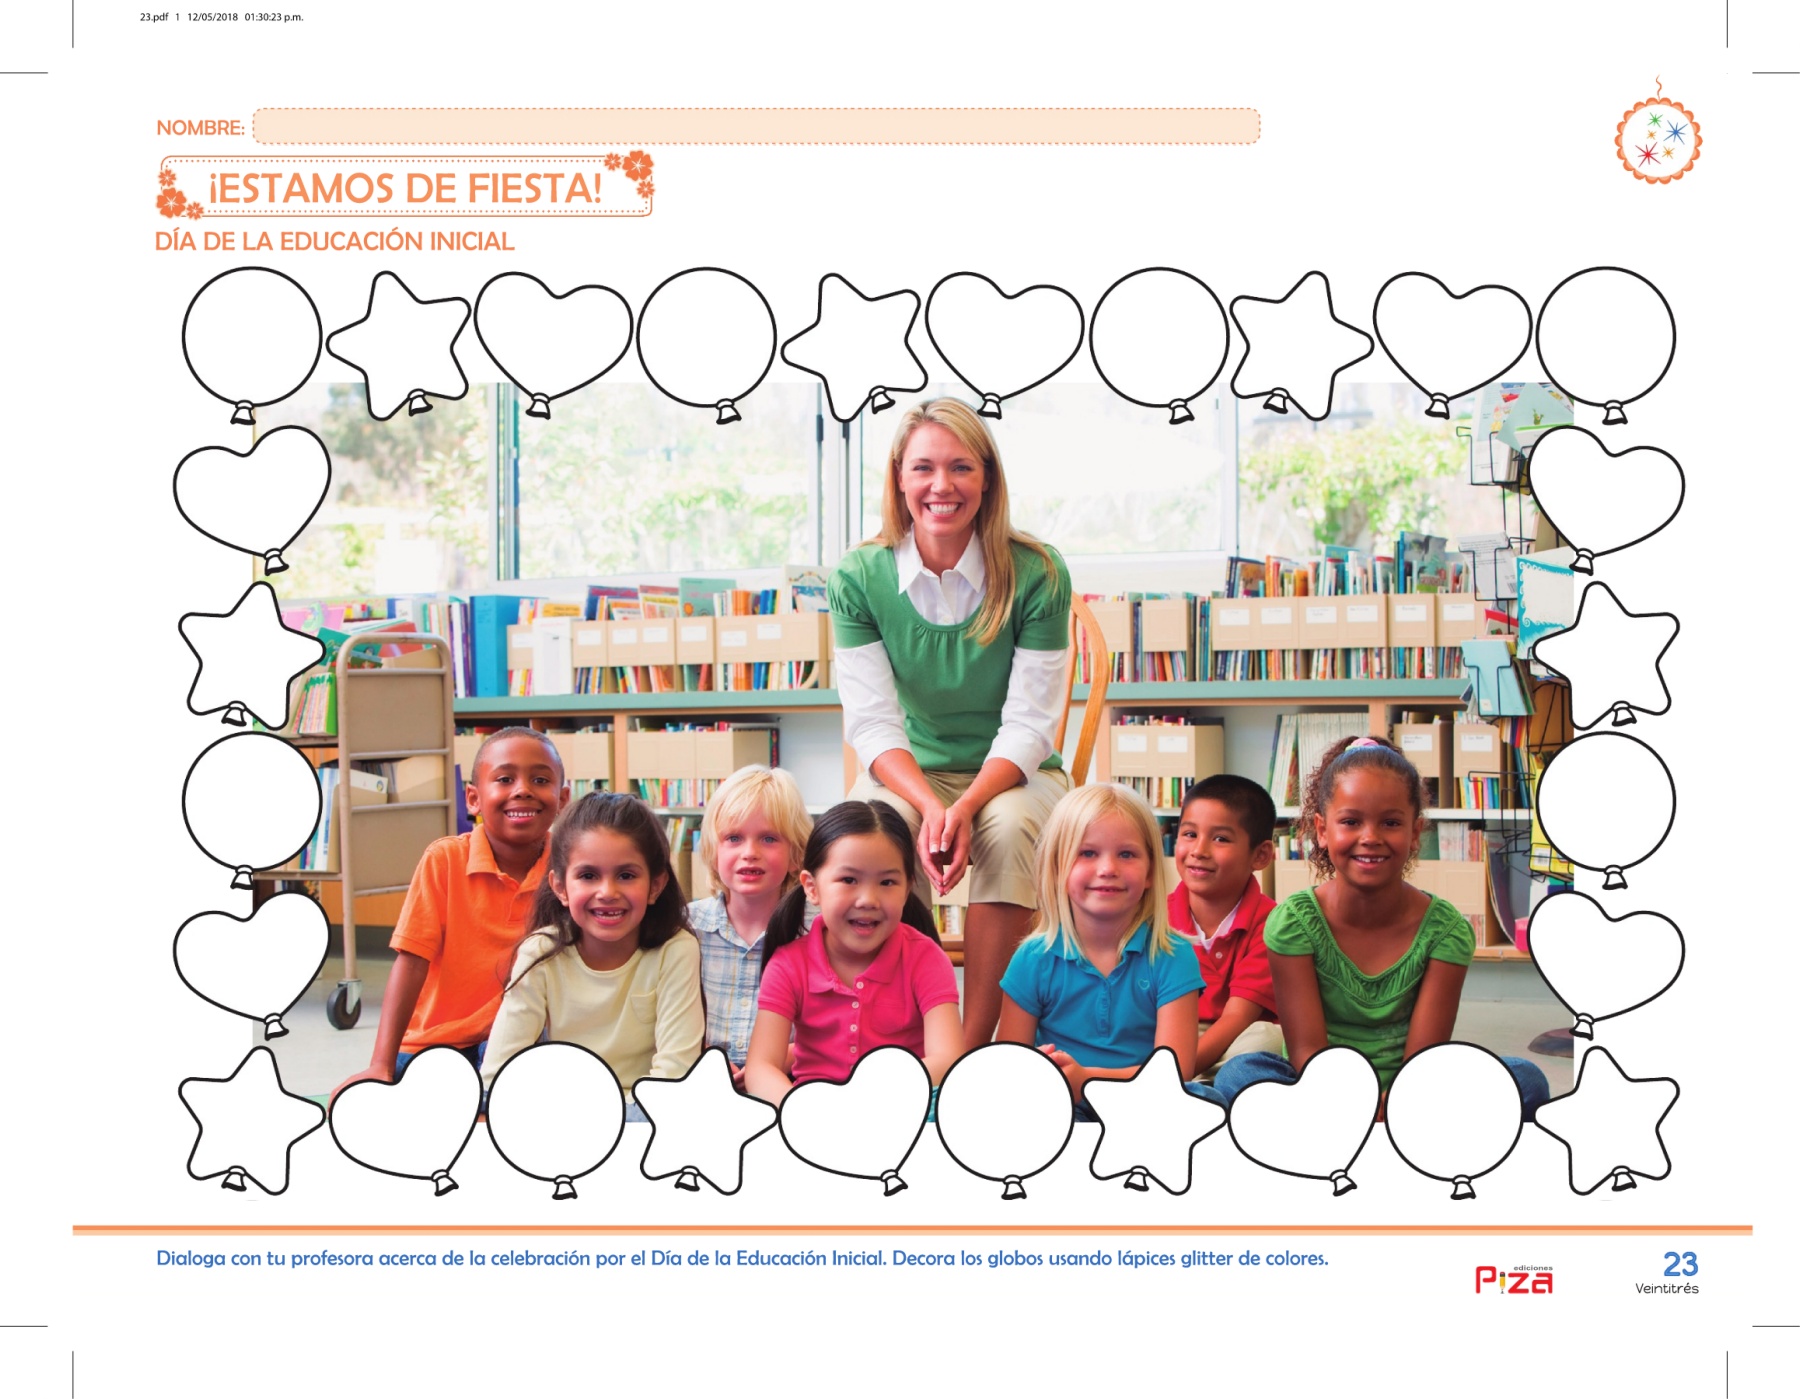 23.pdf 1 12/05/2018 01:30:23 p.m.
NOMBRE:
¡ESTAMOS DE FIESTA!
DÍA DE LA EDUCACIÓN INICIAL
Dialoga con tu profesora acerca de la celebración por el Día de la Educación Inicial. Decora los globos usando lápices glitter de colores.
ediciones
Piza
23
Veintitrés